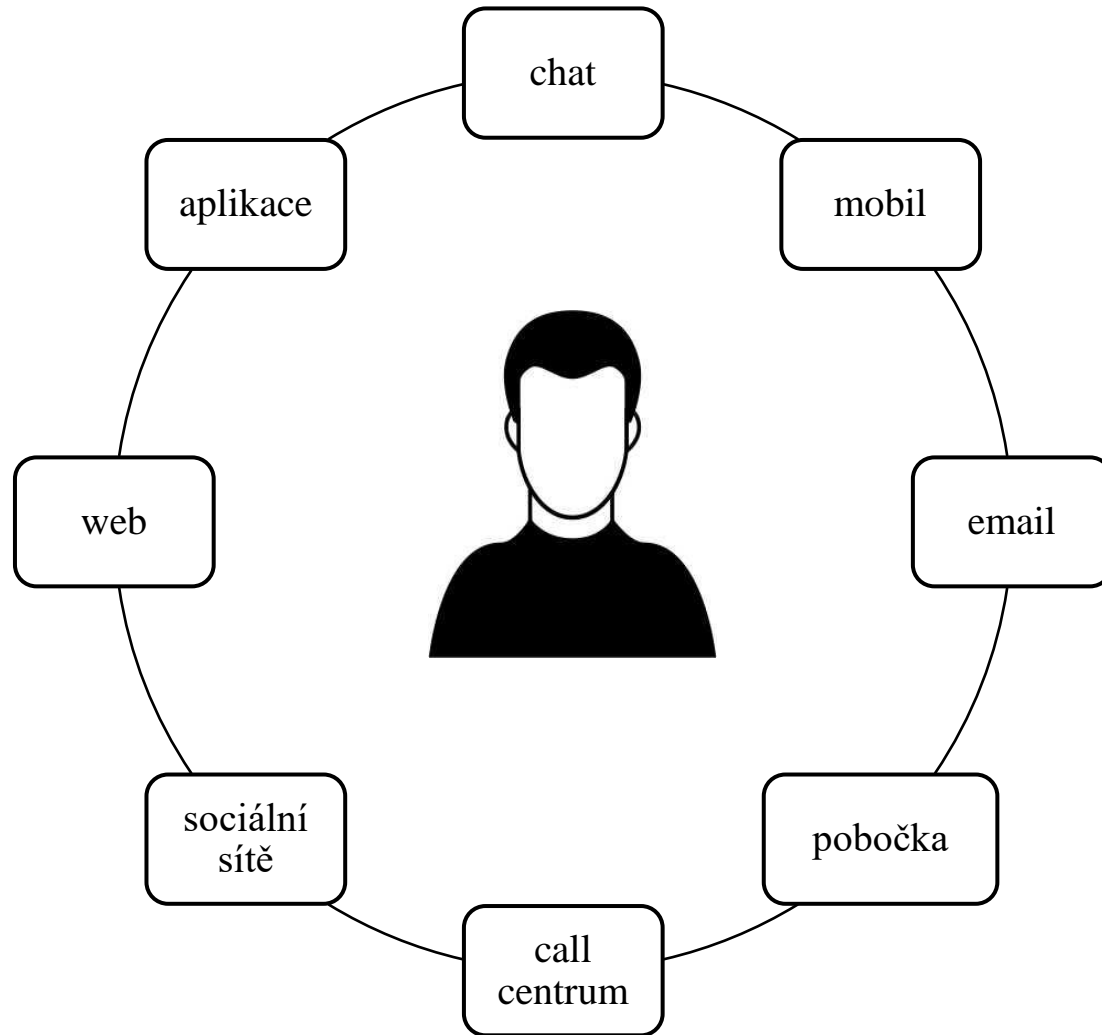 chat
mobil
email
pobočka
call
centrum
sociální
sítě
web
aplikace